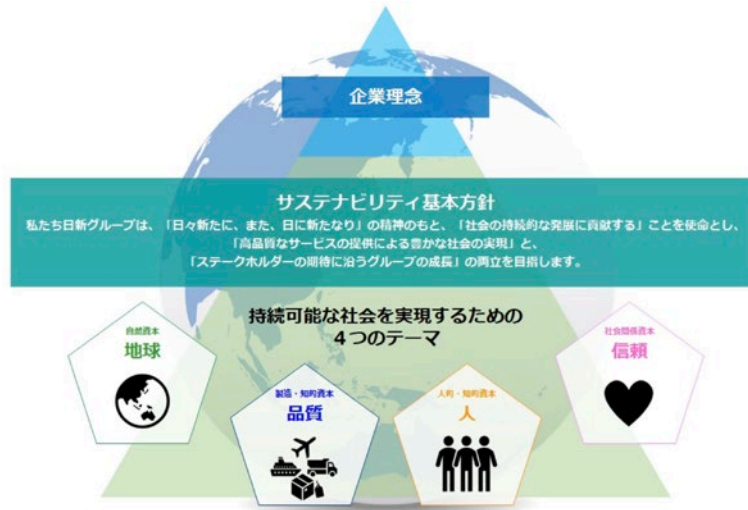 企業理念
サステナビリティ基本方針
私たち日新グループは、「日々新たに、また、日に新たなり」の精神のもと、「社会の持続的な発展に貢献する」ことを使命とし、
「高品質なサービスの提供による豊かな社会の実現」と、
「ステークホルダーの期待に沿うグループの成長」の両立を目指します。
持続可能な社会を実現するための
４つのテーマ
自然資本
地球
製造・知的資本
品質
人的・知的資本
人
社会関係資本
信頼